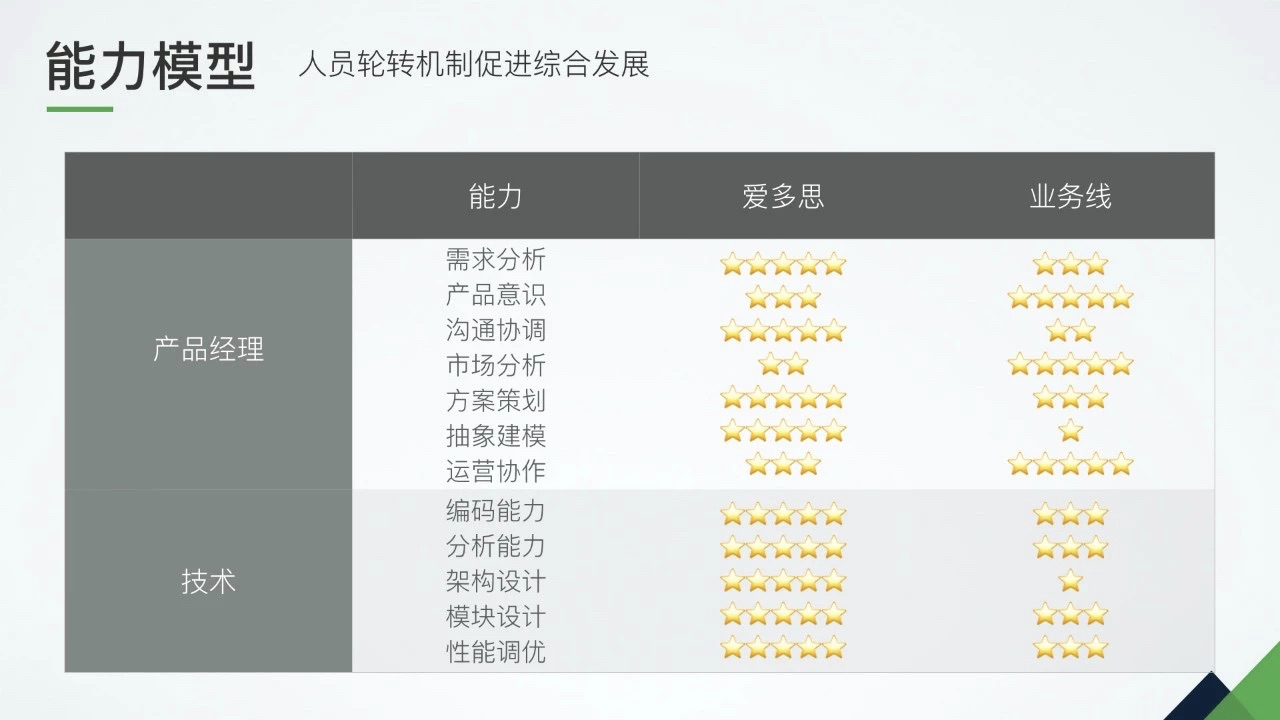 能力模型 人员轮转机制促进综合发展
能力 爱多思 业务线
产品经理
需求分析 ⭐⭐⭐⭐⭐ ⭐⭐⭐
产品意识 ⭐⭐⭐ ⭐⭐⭐⭐⭐
沟通协调 ⭐⭐⭐⭐⭐ ⭐⭐
市场分析 ⭐⭐ ⭐⭐⭐⭐⭐
方案策划 ⭐⭐⭐⭐⭐ ⭐⭐⭐
抽象建模 ⭐⭐⭐⭐⭐ ⭐
运营协作 ⭐⭐⭐ ⭐⭐⭐⭐⭐
技术
编码能力 ⭐⭐⭐⭐⭐ ⭐⭐⭐
分析能力 ⭐⭐⭐⭐⭐ ⭐⭐⭐
架构设计 ⭐⭐⭐⭐⭐ ⭐
模块设计 ⭐⭐⭐⭐⭐ ⭐⭐⭐
性能调优 ⭐⭐⭐⭐⭐ ⭐⭐⭐